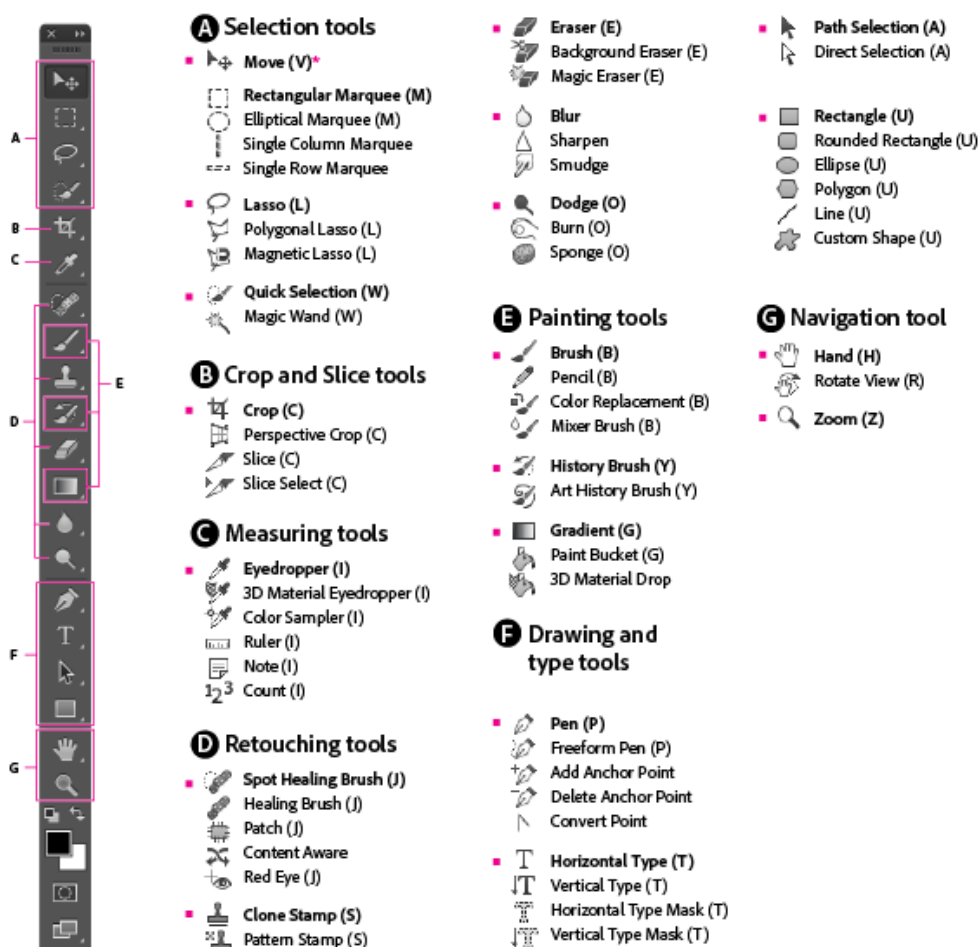 A
B
C
D
E
F
G
A Selection tools
Move (V)*
Rectangular Marquee (M)
Elliptical Marquee (M)
Single Column Marquee
Single Row Marquee
Lasso (L)
Polygonal Lasso (L)
Magnetic Lasso (L)
Quick Selection (W)
Magic Wand (W)
B Crop and Slice tools
Crop (C)
Perspective Crop (C)
Slice (C)
Slice Select (C)
C Measuring tools
Eyedropper (I)
3D Material Eyedropper (I)
Color Sampler (I)
Ruler (I)
Note (I)
Count (I)
D Retouching tools
Spot Healing Brush (J)
Healing Brush (J)
Patch (J)
Content Aware
Red Eye (J)
Clone Stamp (S)
Pattern Stamp (S)
Eraser (E)
Background Eraser (E)
Magic Eraser (E)
Blur
Sharpen
Smudge
Dodge (O)
Burn (O)
Sponge (O)
E Painting tools
Brush (B)
Pencil (B)
Color Replacement (B)
Mixer Brush (B)
History Brush (Y)
Art History Brush (Y)
Gradient (G)
Paint Bucket (G)
3D Material Drop
F Drawing and
type tools
Pen (P)
Freeform Pen (P)
Add Anchor Point
Delete Anchor Point
Convert Point
Horizontal Type (T)
Vertical Type (T)
Horizontal Type Mask (T)
Vertical Type Mask (T)
Path Selection (A)
Direct Selection (A)
Rectangle (U)
Rounded Rectangle (U)
Ellipse (U)
Polygon (U)
Line (U)
Custom Shape (U)
G Navigation tool
Hand (H)
Rotate View (R)
Zoom (Z)